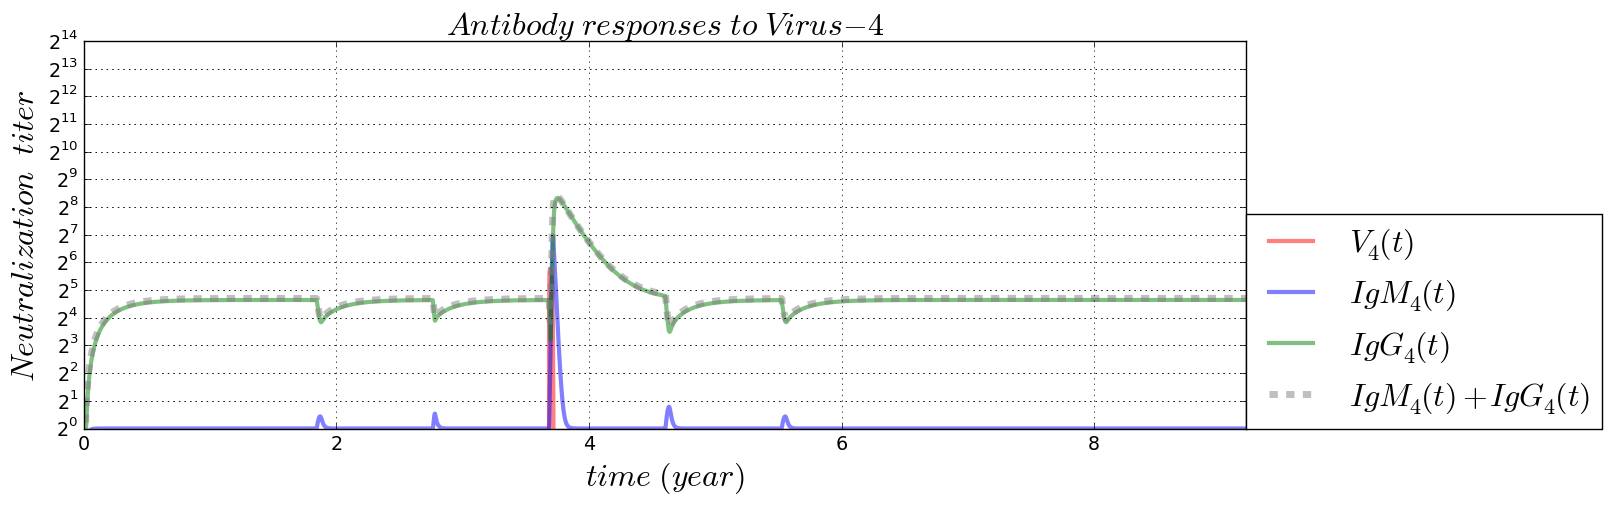 Antibody responses to Virus−4
Neutralization titer
2^14
2^13
2^12
2^11
2^10
2^9
2^8
2^7
2^6
2^5
2^4
2^3
2^2
2^1
2^0
0 2 4 6 8
time (year)
V_4(t)
IgM_4(t)
IgG_4(t)
IgM_4(t)+IgG_4(t)